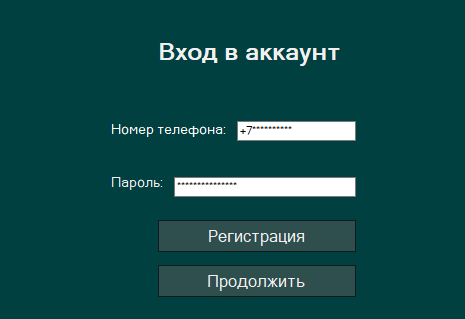 Вход в аккаунт
Номер телефона: +7**********
Пароль: ***************
Регистрация
Продолжить